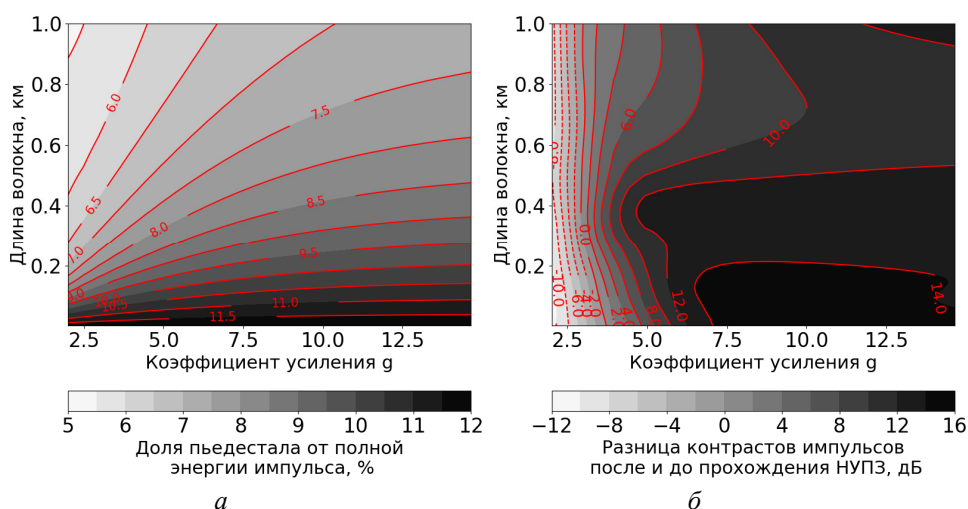 1.0
0.8
0.6
0.4
0.2
Длина волокна, км
6.0
6.5
7.0
7.5
8.0
8.5
9.5
10.5
11.0
11.5
2.5 5.0 7.5 10.0 12.5
Коэффициент усиления g
5 6 7 8 9 10 11 12
Доля пьедестала от полной
энергии импульса, %
а
1.0
0.8
0.6
0.4
0.2
Длина волокна, км
10.0
0.0
-10.0
8.0
12.0
14.0
2.5 5.0 7.5 10.0 12.5
Коэффициент усиления g
−12 −8 −4 0 4 8 12 16
Разница контрастов импульсов
после и до прохождения НУПЗ, дБ
б